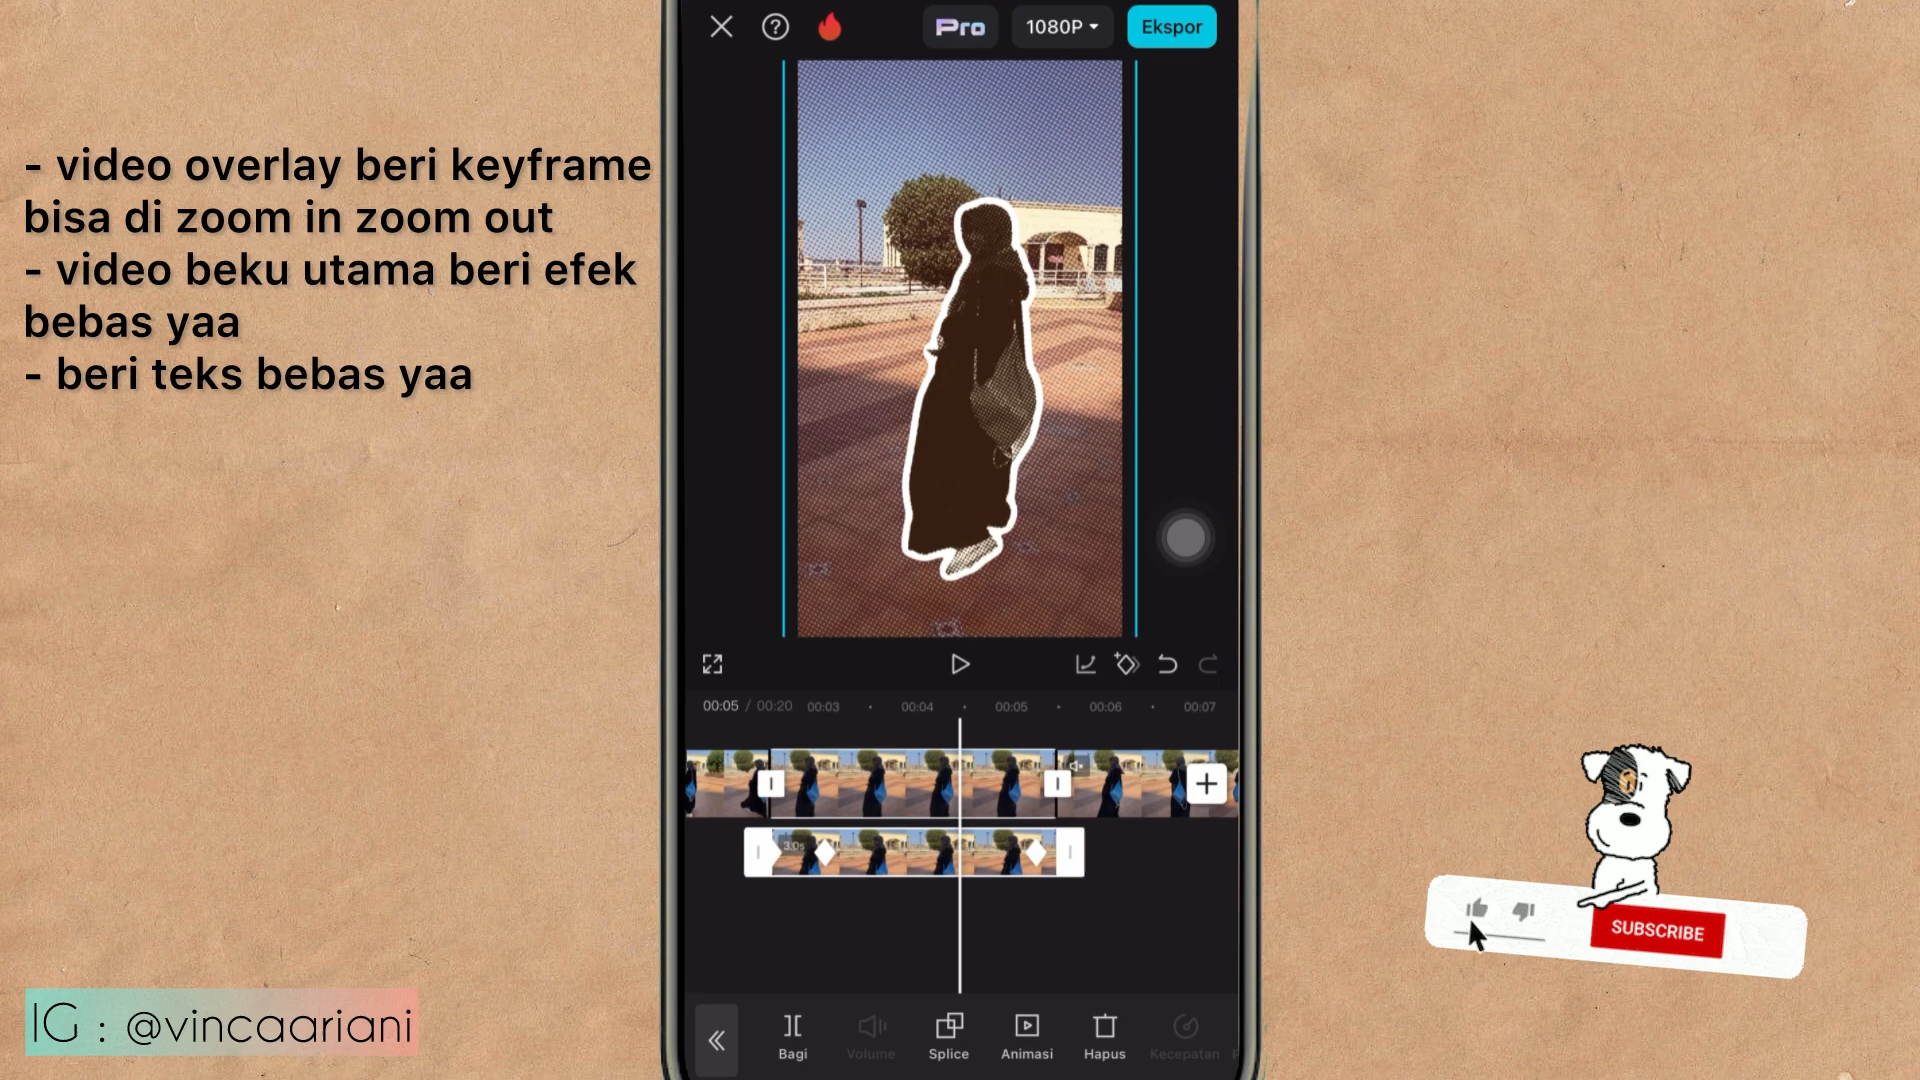 Pro
1080P
Ekspor
- video overlay beri keyframe
bisa di zoom in zoom out
- video beku utama beri efek
bebas yaa
- beri teks bebas yaa
00:05 / 00:20
00:03
00:04
00:05
00:06
00:07
3.0s
SUBSCRIBE
IG : @vincaariani
Bagi
Volume
Splice
Animasi
Hapus
Kecepatan